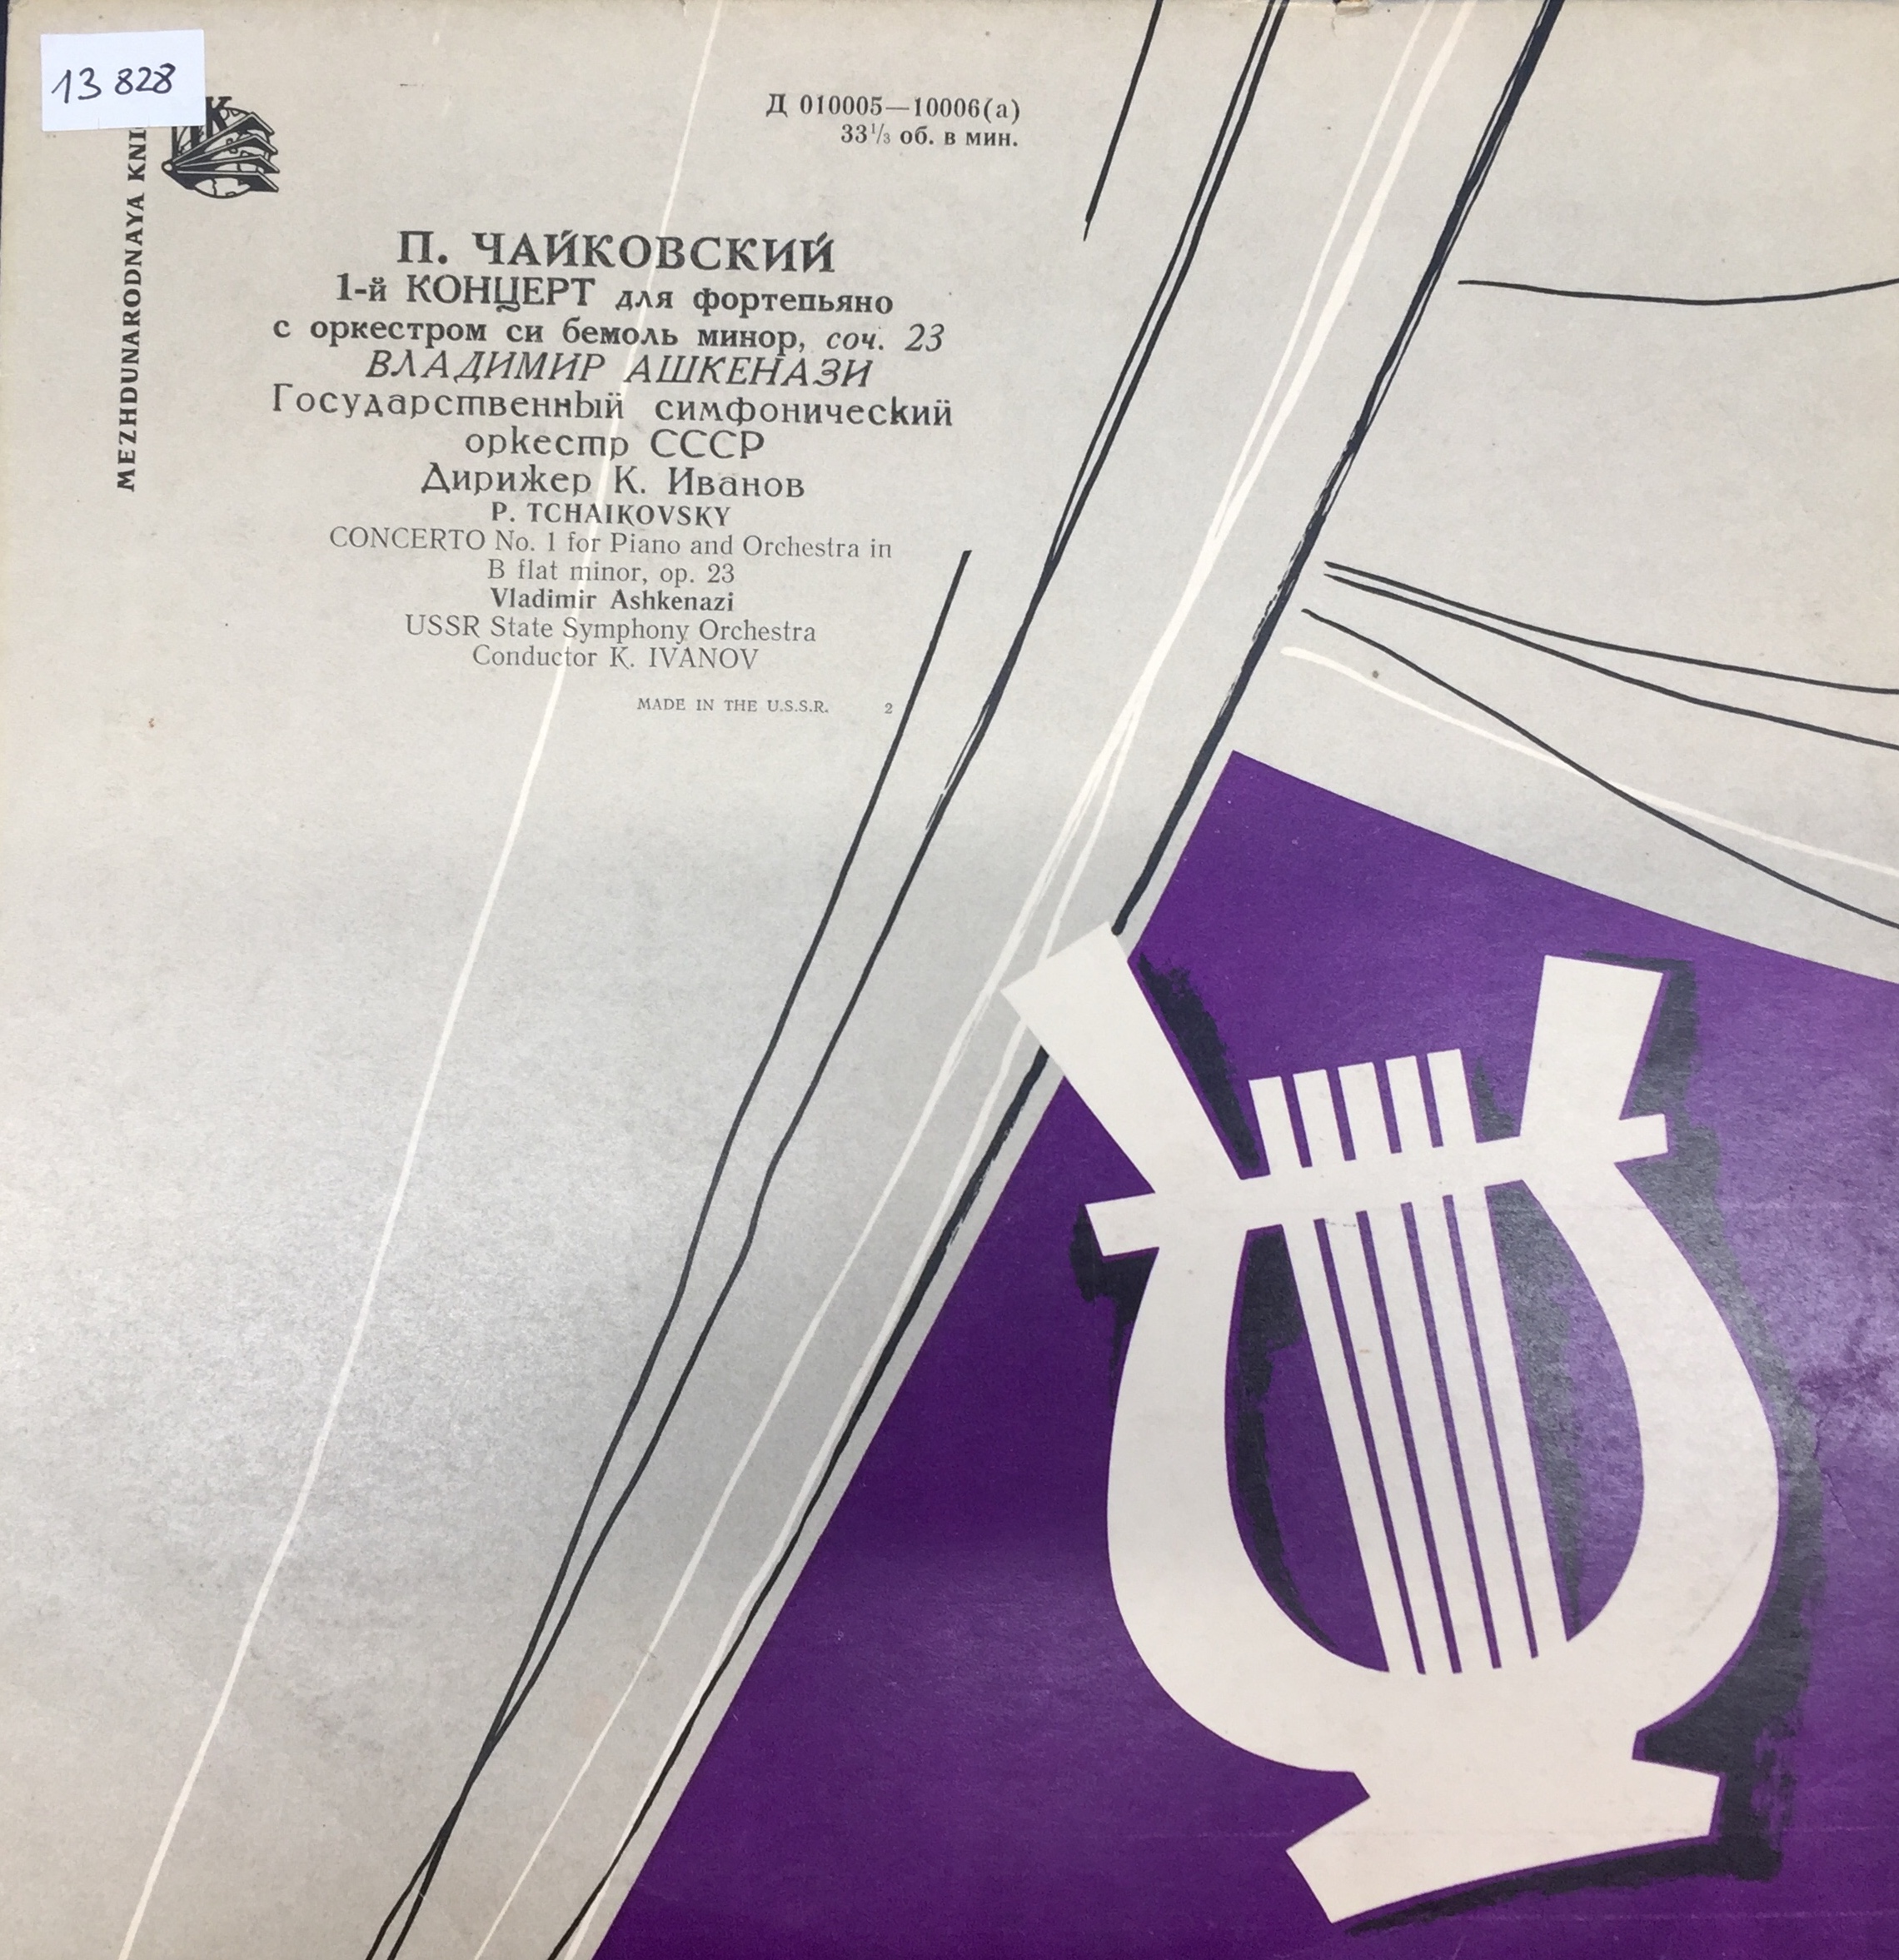 13 828
MEZHDUNARODNAYA KNI
Д 010005—10006(а)
33⅓ об. в мин.
П. ЧАЙКОВСКИЙ
1-й КОНЦЕРТ для фортепьяно
с оркестром си бемоль минор, соч. 23
ВЛАДИМИР АШКЕНАЗИ
Государственный симфонический
оркестр СССР
Дирижер К. Иванов
P. TCHAIKOVSKY
CONCERTO No. 1 for Piano and Orchestra in
B flat minor, op. 23
Vladimir Ashkenazi
USSR State Symphony Orchestra
Conductor K. IVANOV
MADE IN THE U.S.S.R. 2